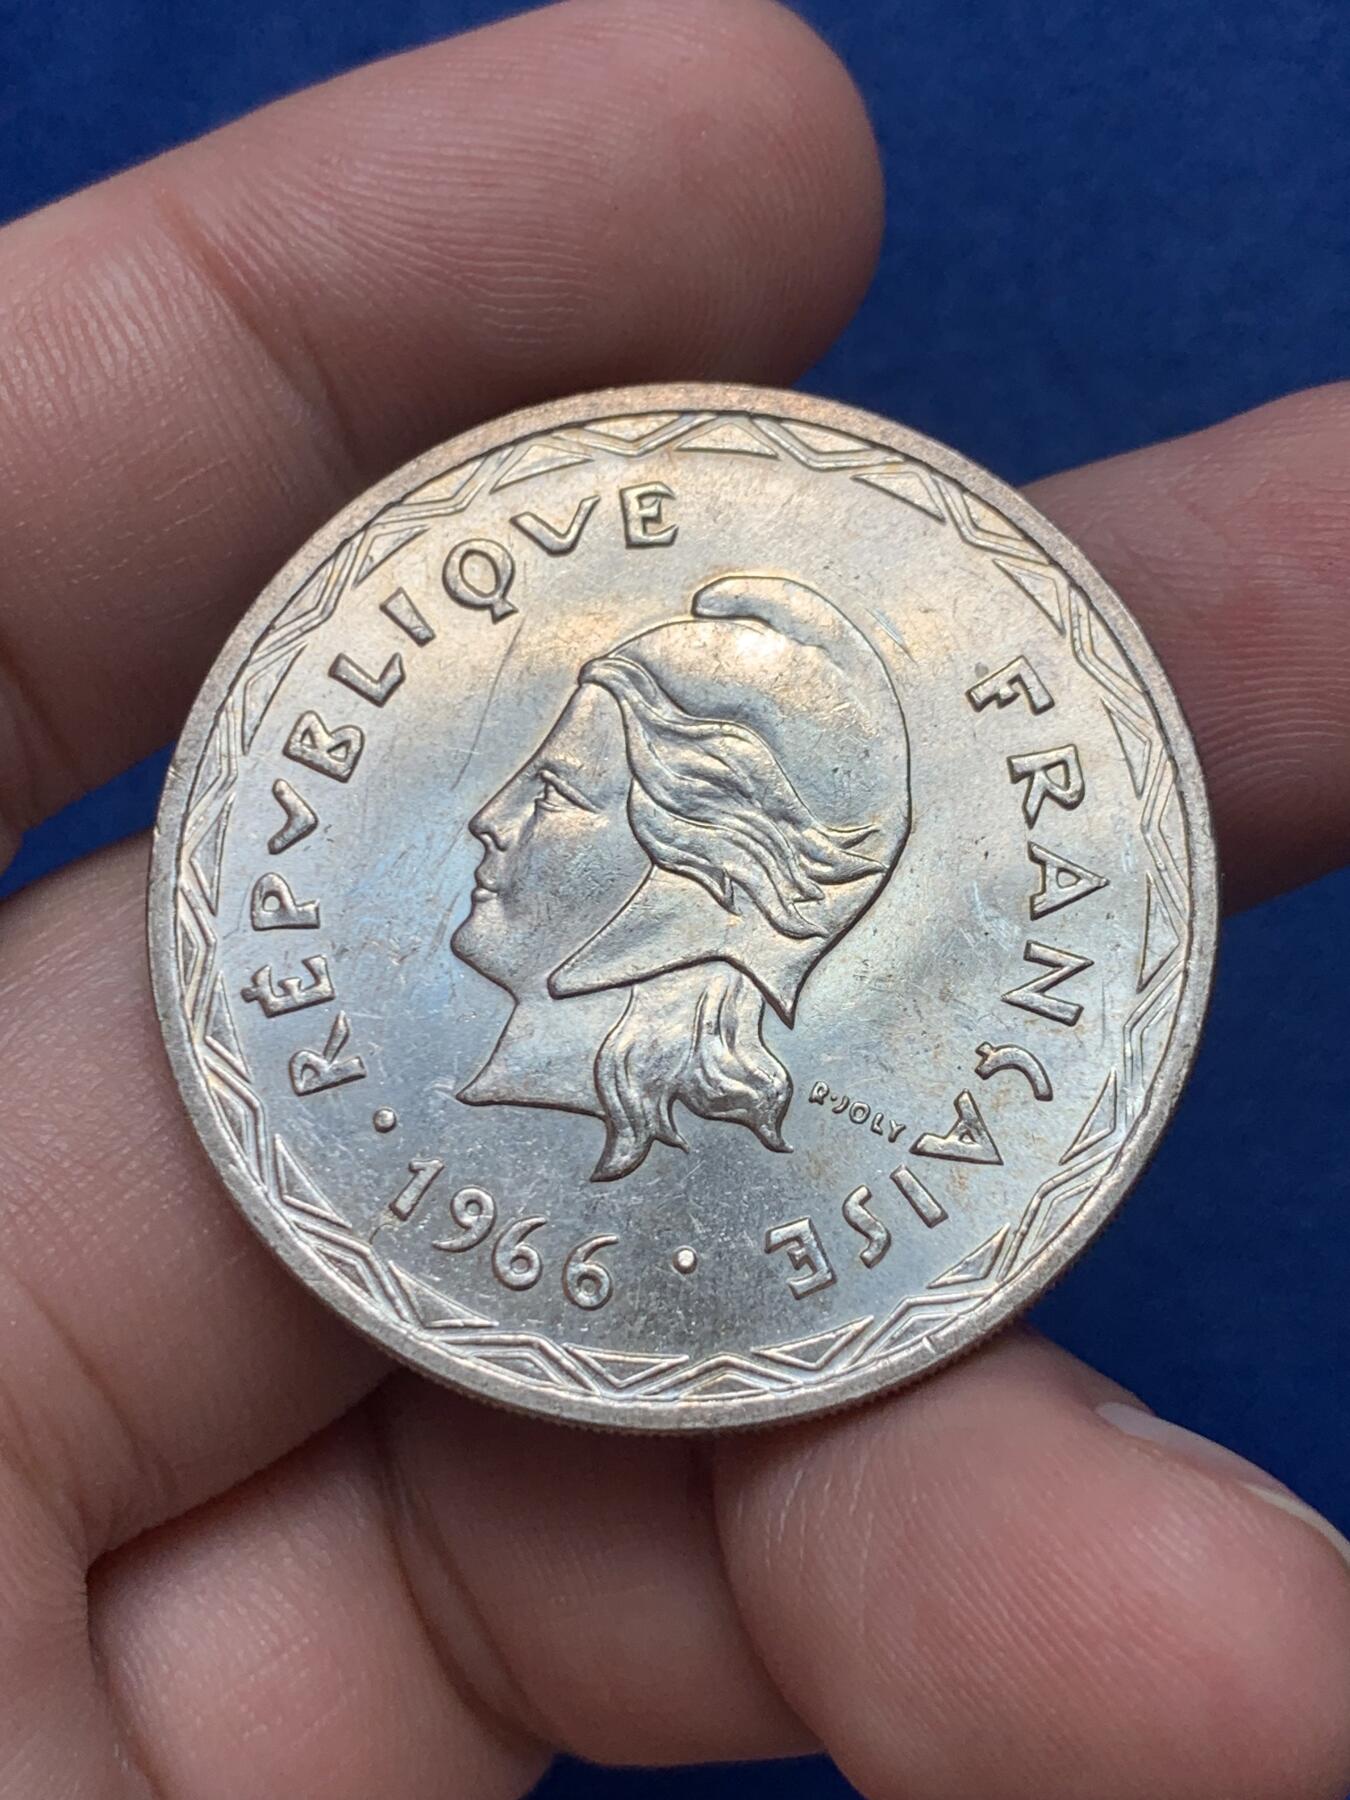 RÉPVBLIQVE FRANÇAISE
· 1966 ·
R·JOLY